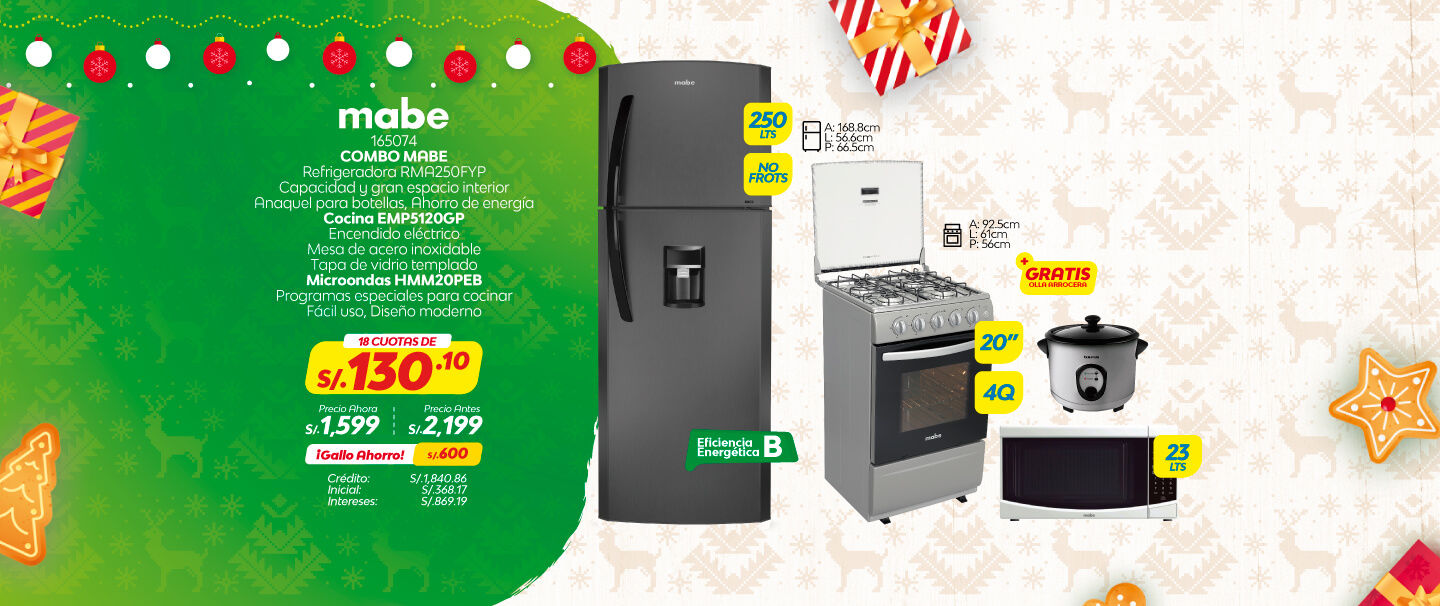 mabe
165074
COMBO MABE
Refrigeradora RMA250FYP
Capacidad y gran espacio interior
Anaquel para botellas, Ahorro de energía
Cocina EMP5120GP
Encendido eléctrico
Mesa de acero inoxidable
Tapa de vidrio templado
Microondas HMM20PEB
Programas especiales para cocinar
Fácil uso, Diseño moderno
18 CUOTAS DE
S/.130.10
Precio Ahora
S/.1,599
Precio Antes
S/.2,199
¡Gallo Ahorro! S/.600
Crédito: S/.1,840.86
Inicial: S/.368.17
Intereses: S/.869.19
mabe
250
LTS
NO
FROTS
A: 168.8cm
L: 56.6cm
P: 66.5cm
Eficiencia
Energética B
A: 92.5cm
L: 61cm
P: 56cm
+
GRATIS
OLLA ARROCERA
20”
4Q
mabe
taurus
23
LTS
mabe